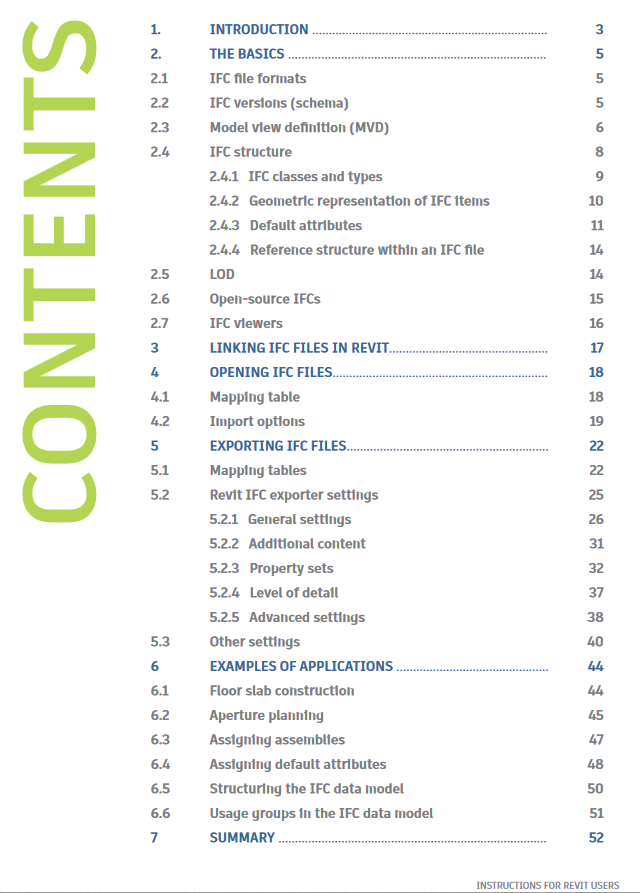 CONTENTS
1. INTRODUCTION ........................................................................ 3
2. THE BASICS ........................................................................ 5
2.1 IFC file formats 5
2.2 IFC versions (schema) 5
2.3 Model view definition (MVD) 6
2.4 IFC structure 8
2.4.1 IFC classes and types 9
2.4.2 Geometric representation of IFC items 10
2.4.3 Default attributes 11
2.4.4 Reference structure within an IFC file 14
2.5 LOD 14
2.6 Open-source IFCs 15
2.7 IFC viewers 16
3 LINKING IFC FILES IN REVIT........................................................ 17
4 OPENING IFC FILES........................................................................ 18
4.1 Mapping table 18
4.2 Import options 19
5 EXPORTING IFC FILES.................................................................... 22
5.1 Mapping tables 22
5.2 Revit IFC exporter settings 25
5.2.1 General settings 26
5.2.2 Additional content 31
5.2.3 Property sets 32
5.2.4 Level of detail 37
5.2.5 Advanced settings 38
5.3 Other settings 40
6 EXAMPLES OF APPLICATIONS .................................................... 44
6.1 Floor slab construction 44
6.2 Aperture planning 45
6.3 Assigning assemblies 47
6.4 Assigning default attributes 48
6.5 Structuring the IFC data model 50
6.6 Usage groups in the IFC data model 51
7 SUMMARY ........................................................................ 52
INSTRUCTIONS FOR REVIT USERS